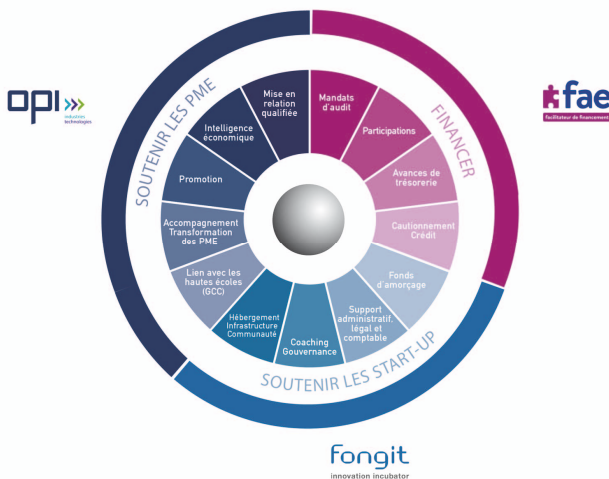 opi
industries
technologies
fae
facilitateur de financement
SOUTENIR LES PME
FINANCER
SOUTENIR LES START-UP
Mandats
d'audit
Participations
Avances de
trésorerie
Cautionnement
Crédit
Fonds
d'amorçage
Support
administratif,
légal et
comptable
Coaching
Gouvernance
Hébergement
Infrastructure
Communauté
Lien avec les
hautes écoles
(GCC)
Accompagnement
Transformation
des PME
Promotion
Intelligence
économique
Mise en
relation
qualifiée
fongit
innovation incubator